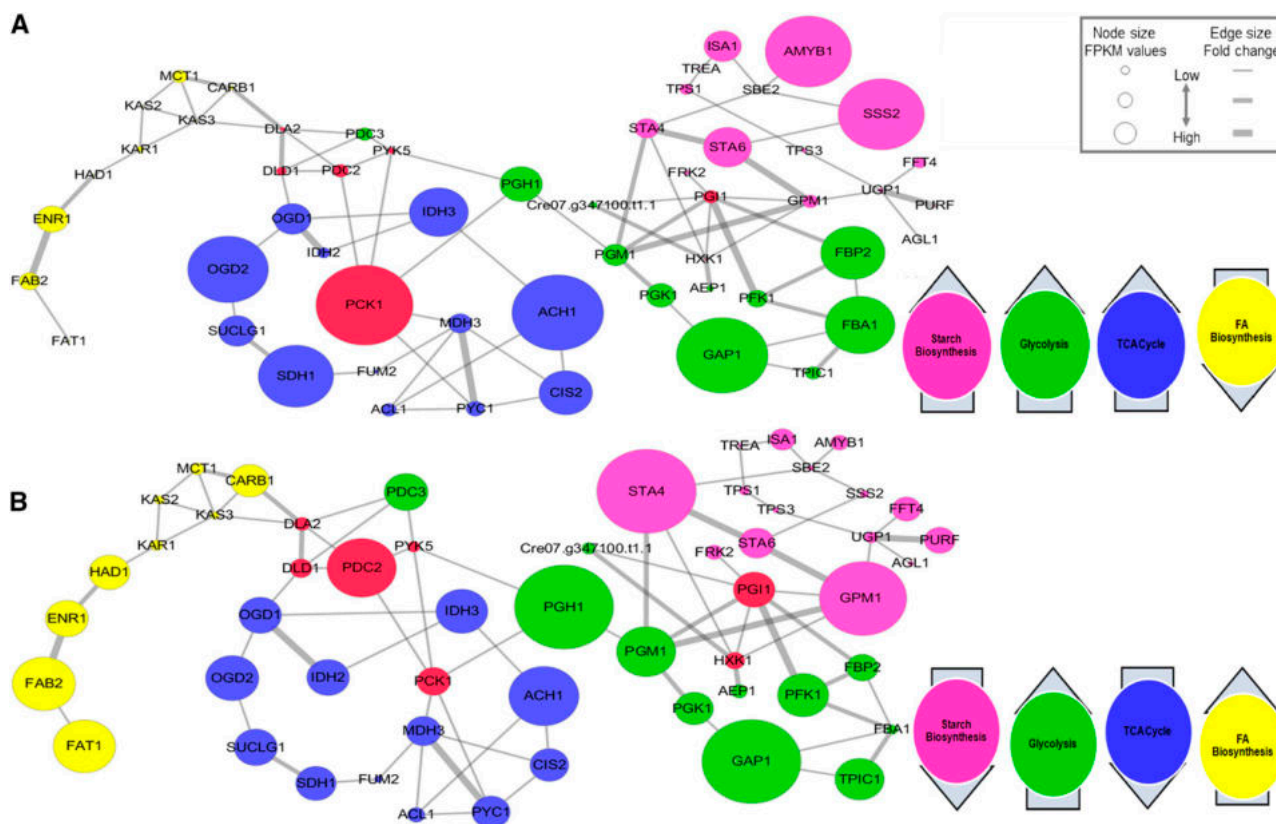 A
Node size
Edge size
FPKM values
Fold change
Low
High
MCT1
CARB1
KAS2
KAS3
KAR1
HAD1
ENR1
FAB2
FAT1
DLA2
PDC3
PYK5
DLD1
PDC2
PGH1
OGD1
IDH3
IDH2
OGD2
PCK1
ACH1
SUCLG1
MDH3
SDH1
FUM2
CIS2
ACL1
PYC1
ISA1
AMYB1
TREA
TPS1
SBE2
SSS2
STA4
STA6
TPS3
FRK2
FFT4
UGP1
PGI1
GPM1
PURF
Cre07.g347100.t1.1
AGL1
PGM1
HXK1
FBP2
AEP1
PGK1
PFK1
FBA1
GAP1
TPIC1
Starch
Biosynthesis
Glycolysis
TCACycle
FA
Biosynthesis
B
MCT1
CARB1
KAS2
KAS3
KAR1
HAD1
ENR1
FAB2
FAT1
PDC3
DLA2
PYK5
DLD1
PDC2
OGD1
IDH3
PGH1
OGD2
IDH2
PCK1
ACH1
SUCLG1
MDH3
SDH1
FUM2
CIS2
ACL1
PYC1
TREA
ISA1
AMYB1
SBE2
STA4
TPS1
SSS2
TPS3
FFT4
STA6
UGP1
PURF
Cre07.g347100.t1.1
FRK2
AGL1
PGI1
GPM1
PGM1
HXK1
FBP2
AEP1
PFK1
PGK1
FBA1
GAP1
TPIC1
Starch
Biosynthesis
Glycolysis
TCACycle
FA
Biosynthesis